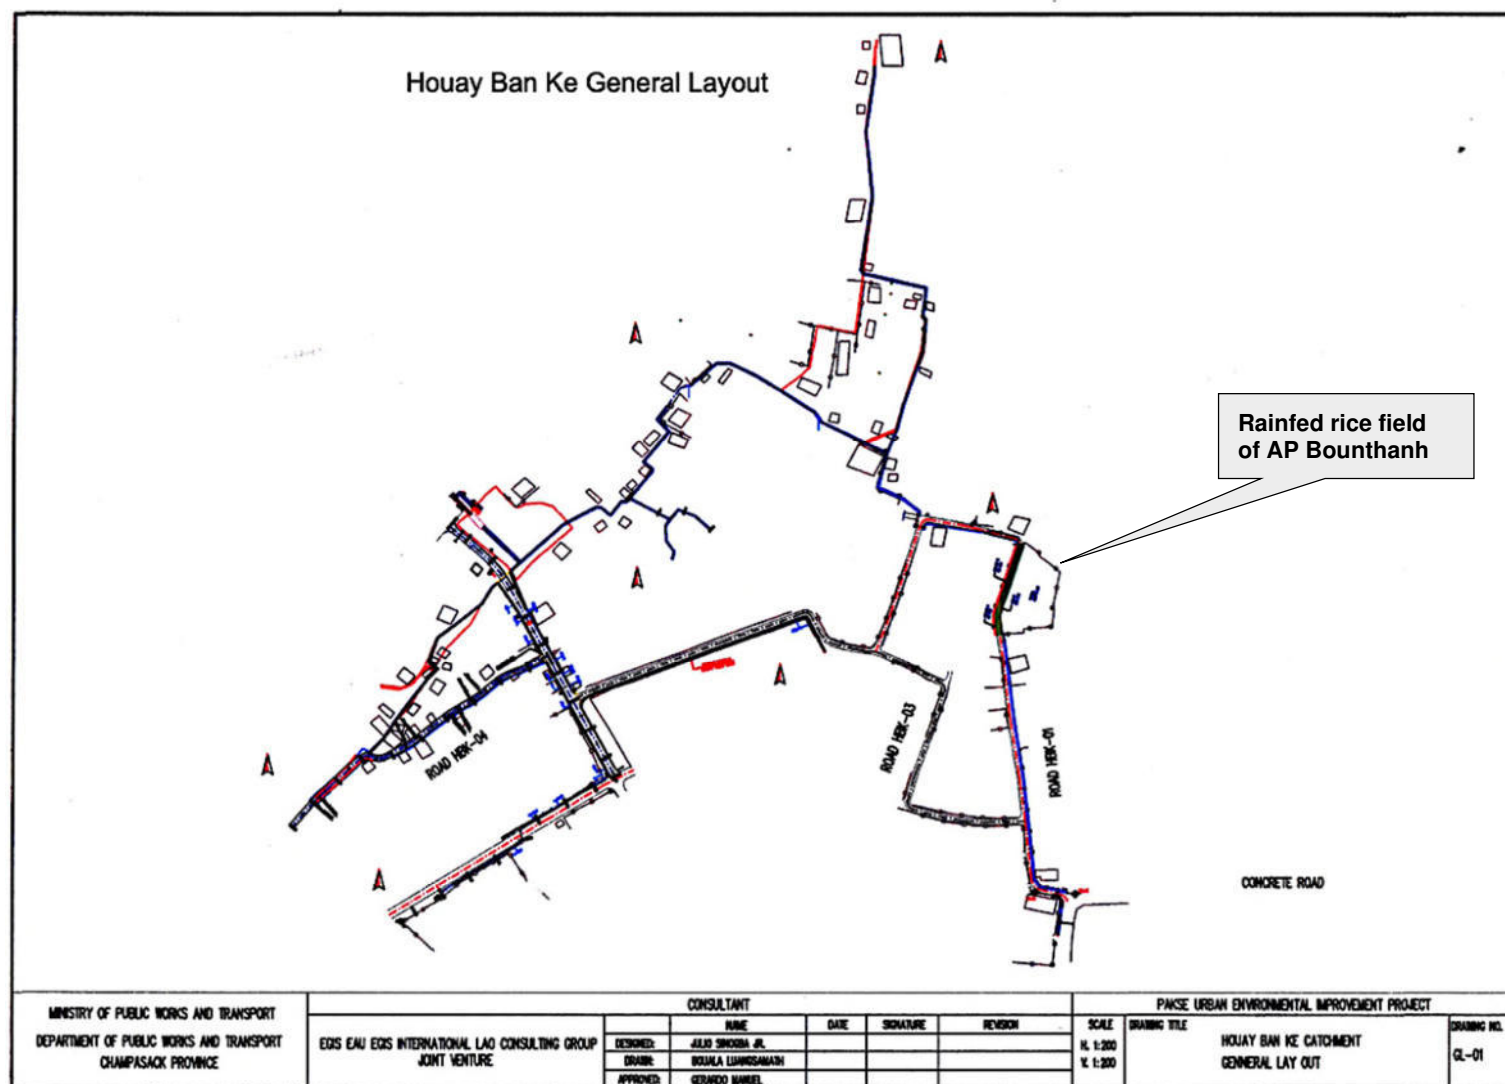 Houay Ban Ke General Layout
Rainfed rice field
of AP Bounthanh
ROAD HBK-04
ROAD HBK-03
ROAD HBK-01
CONCRETE ROAD
MINISTRY OF PUBLIC WORKS AND TRANSPORT
DEPARTMENT OF PUBLIC WORKS AND TRANSPORT
CHAMPASACK PROVINCE
EGIS EAU EGIS INTERNATIONAL LAO CONSULTING GROUP
JOINT VENTURE
CONSULTANT
NAME DATE SIGNATURE REVISION
DESIGNED: JULIO JR.
DRAWN: BOUALA LUANGSAMATH
APPROVED: GERARDO MANUEL
PAKSE URBAN ENVIRONMENTAL IMPROVEMENT PROJECT
SCALE
H. 1:200
V. 1:200
DRAWING TITLE
HOUAY BAN KE CATCHMENT
GENNERAL LAY OUT
DRAWING NO.
GL-01